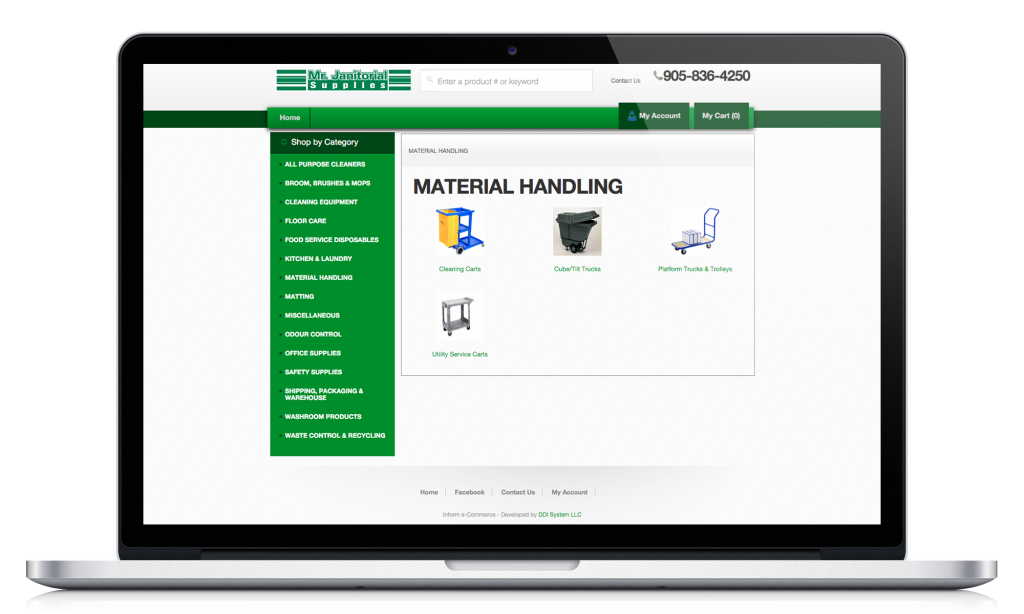 Mr. Janitorial
Supplies
Enter a product # or keyword
Contact Us
905-836-4250
Home
My Account
My Cart (0)
Shop by Category
ALL PURPOSE CLEANERS
BROOM, BRUSHES & MOPS
CLEANING EQUIPMENT
FLOOR CARE
FOOD SERVICE DISPOSABLES
KITCHEN & LAUNDRY
MATERIAL HANDLING
MATTING
MISCELLANEOUS
ODOUR CONTROL
OFFICE SUPPLIES
SAFETY SUPPLIES
SHIPPING, PACKAGING &
WAREHOUSE
WASHROOM PRODUCTS
WASTE CONTROL & RECYCLING
MATERIAL HANDLING
MATERIAL HANDLING
Cleaning Carts
Cube/Tilt Trucks
Platform Trucks & Trolleys
Utility Service Carts
Home | Facebook | Contact Us | My Account |
Inform e-Commerce - Developed by DDI System LLC